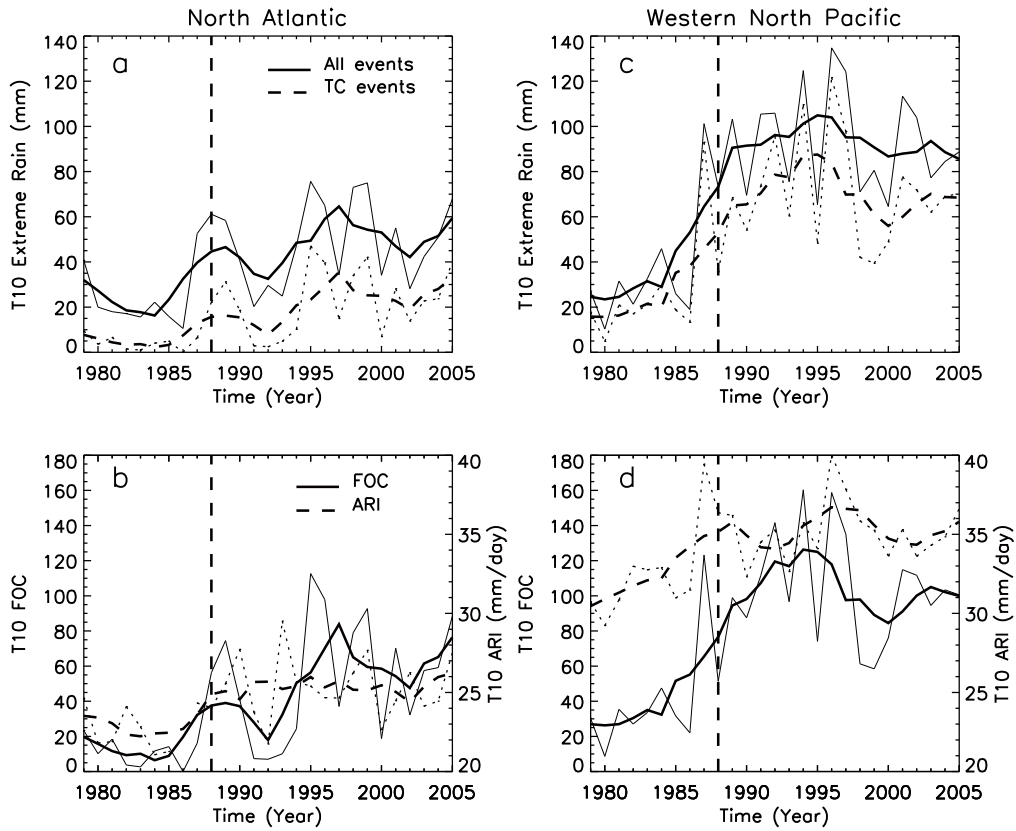 North Atlantic
140
120
100
80
60
40
20
0
T10 Extreme Rain (mm)
a
All events
TC events
1980 1985 1990 1995 2000 2005
Time (Year)
Western North Pacific
140
120
100
80
60
40
20
0
T10 Extreme Rain (mm)
c
1980 1985 1990 1995 2000 2005
Time (Year)
180
160
140
120
100
80
60
40
20
0
T10 FOC
b
FOC
ARI
40
35
30
25
20
T10 ARI (mm/day)
1980 1985 1990 1995 2000 2005
Time (Year)
180
160
140
120
100
80
60
40
20
0
T10 FOC
d
40
35
30
25
20
T10 ARI (mm/day)
1980 1985 1990 1995 2000 2005
Time (Year)